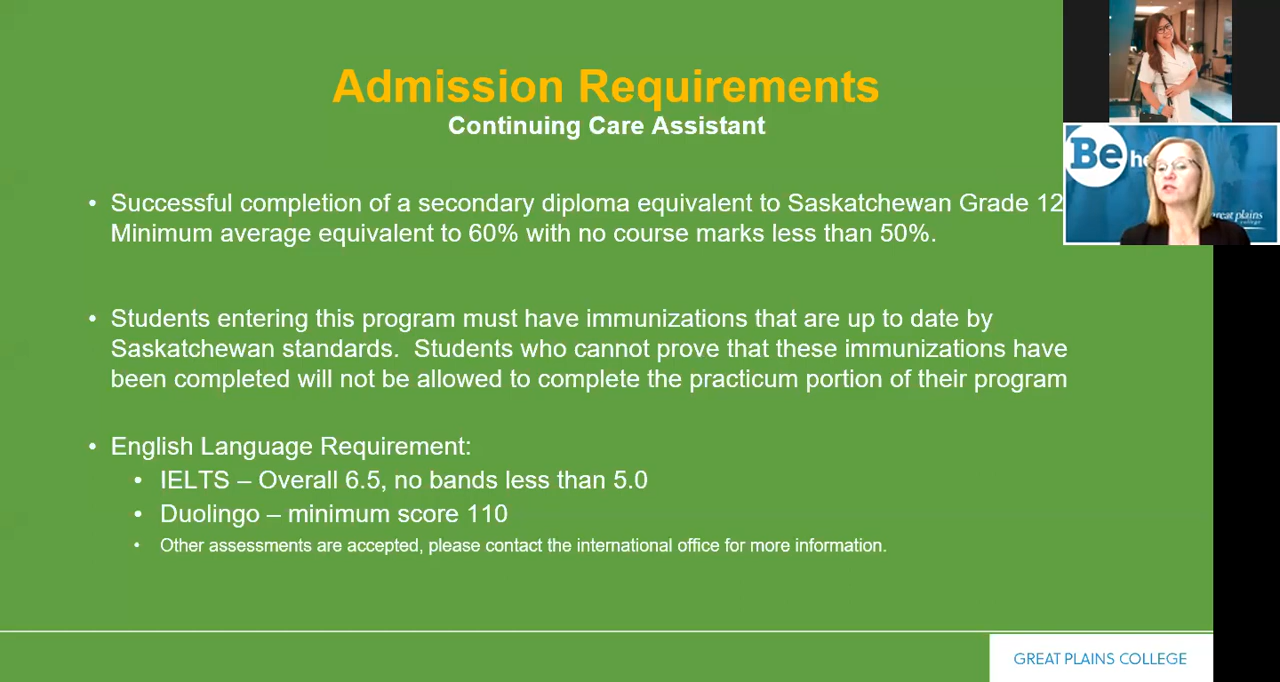 Admission Requirements
Continuing Care Assistant
• Successful completion of a secondary diploma equivalent to Saskatchewan Grade 12
Minimum average equivalent to 60% with no course marks less than 50%.
• Students entering this program must have immunizations that are up to date by
Saskatchewan standards.  Students who cannot prove that these immunizations have
been completed will not be allowed to complete the practicum portion of their program
• English Language Requirement:
• IELTS – Overall 6.5, no bands less than 5.0
• Duolingo – minimum score 110
• Other assessments are accepted, please contact the international office for more information.
GREAT PLAINS COLLEGE
Be
great plains
college